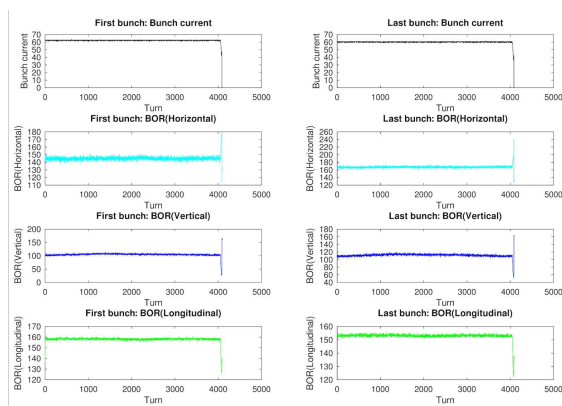 First bunch: Bunch current
Bunch current
70
60
50
40
30
20
10
0
0 1000 2000 3000 4000 5000
Turn
Last bunch: Bunch current
Bunch current
70
60
50
40
30
20
10
0
0 1000 2000 3000 4000 5000
Turn
First bunch: BOR(Horizontal)
BOR(Horizontal)
180
170
160
150
140
130
120
110
0 1000 2000 3000 4000 5000
Turn
Last bunch: BOR(Horizontal)
BOR(Horizontal)
260
240
220
200
180
160
140
120
0 1000 2000 3000 4000 5000
Turn
First bunch: BOR(Vertical)
BOR(Vertical)
200
150
100
50
0
0 1000 2000 3000 4000 5000
Turn
Last bunch: BOR(Vertical)
BOR(Vertical)
180
160
140
120
100
80
60
40
0 1000 2000 3000 4000 5000
Turn
First bunch: BOR(Longitudinal)
BOR(Longitudinal)
170
160
150
140
130
120
0 1000 2000 3000 4000 5000
Turn
Last bunch: BOR(Longitudinal)
BOR(Longitudinal)
160
150
140
130
120
0 1000 2000 3000 4000 5000
Turn